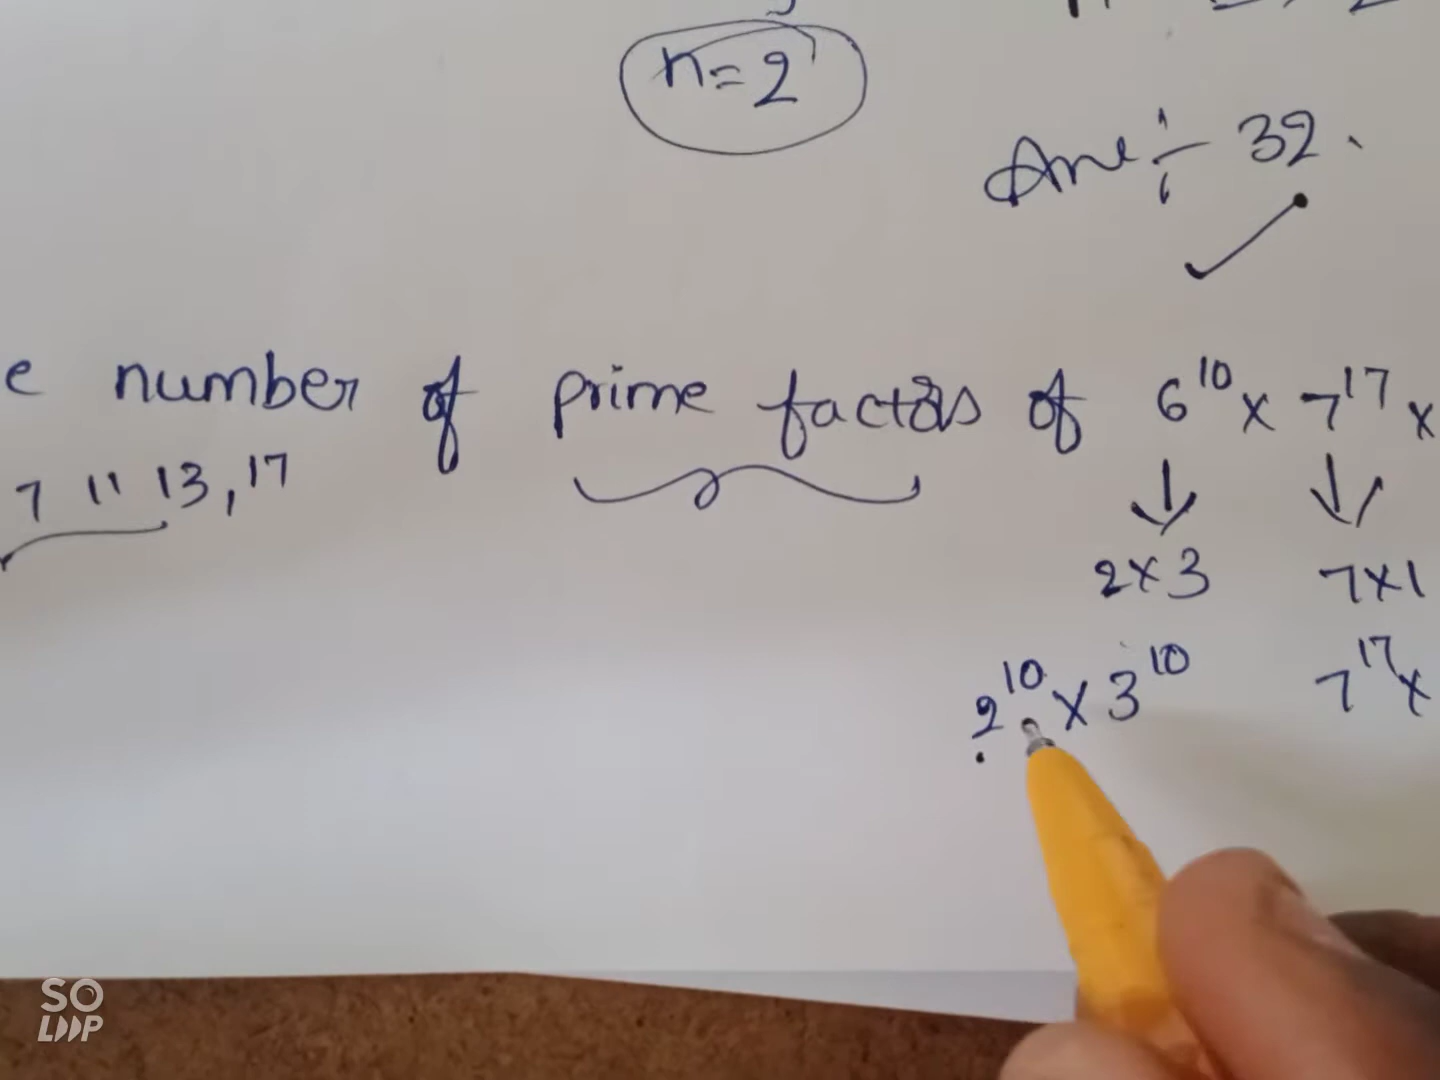 n=2
Ans:- 32.
e number of prime factors of 6^10 x 7^17 x
7 11 13, 17
2x3 7x1
2^10 x 3^10 7^17 x
SO
LOOP